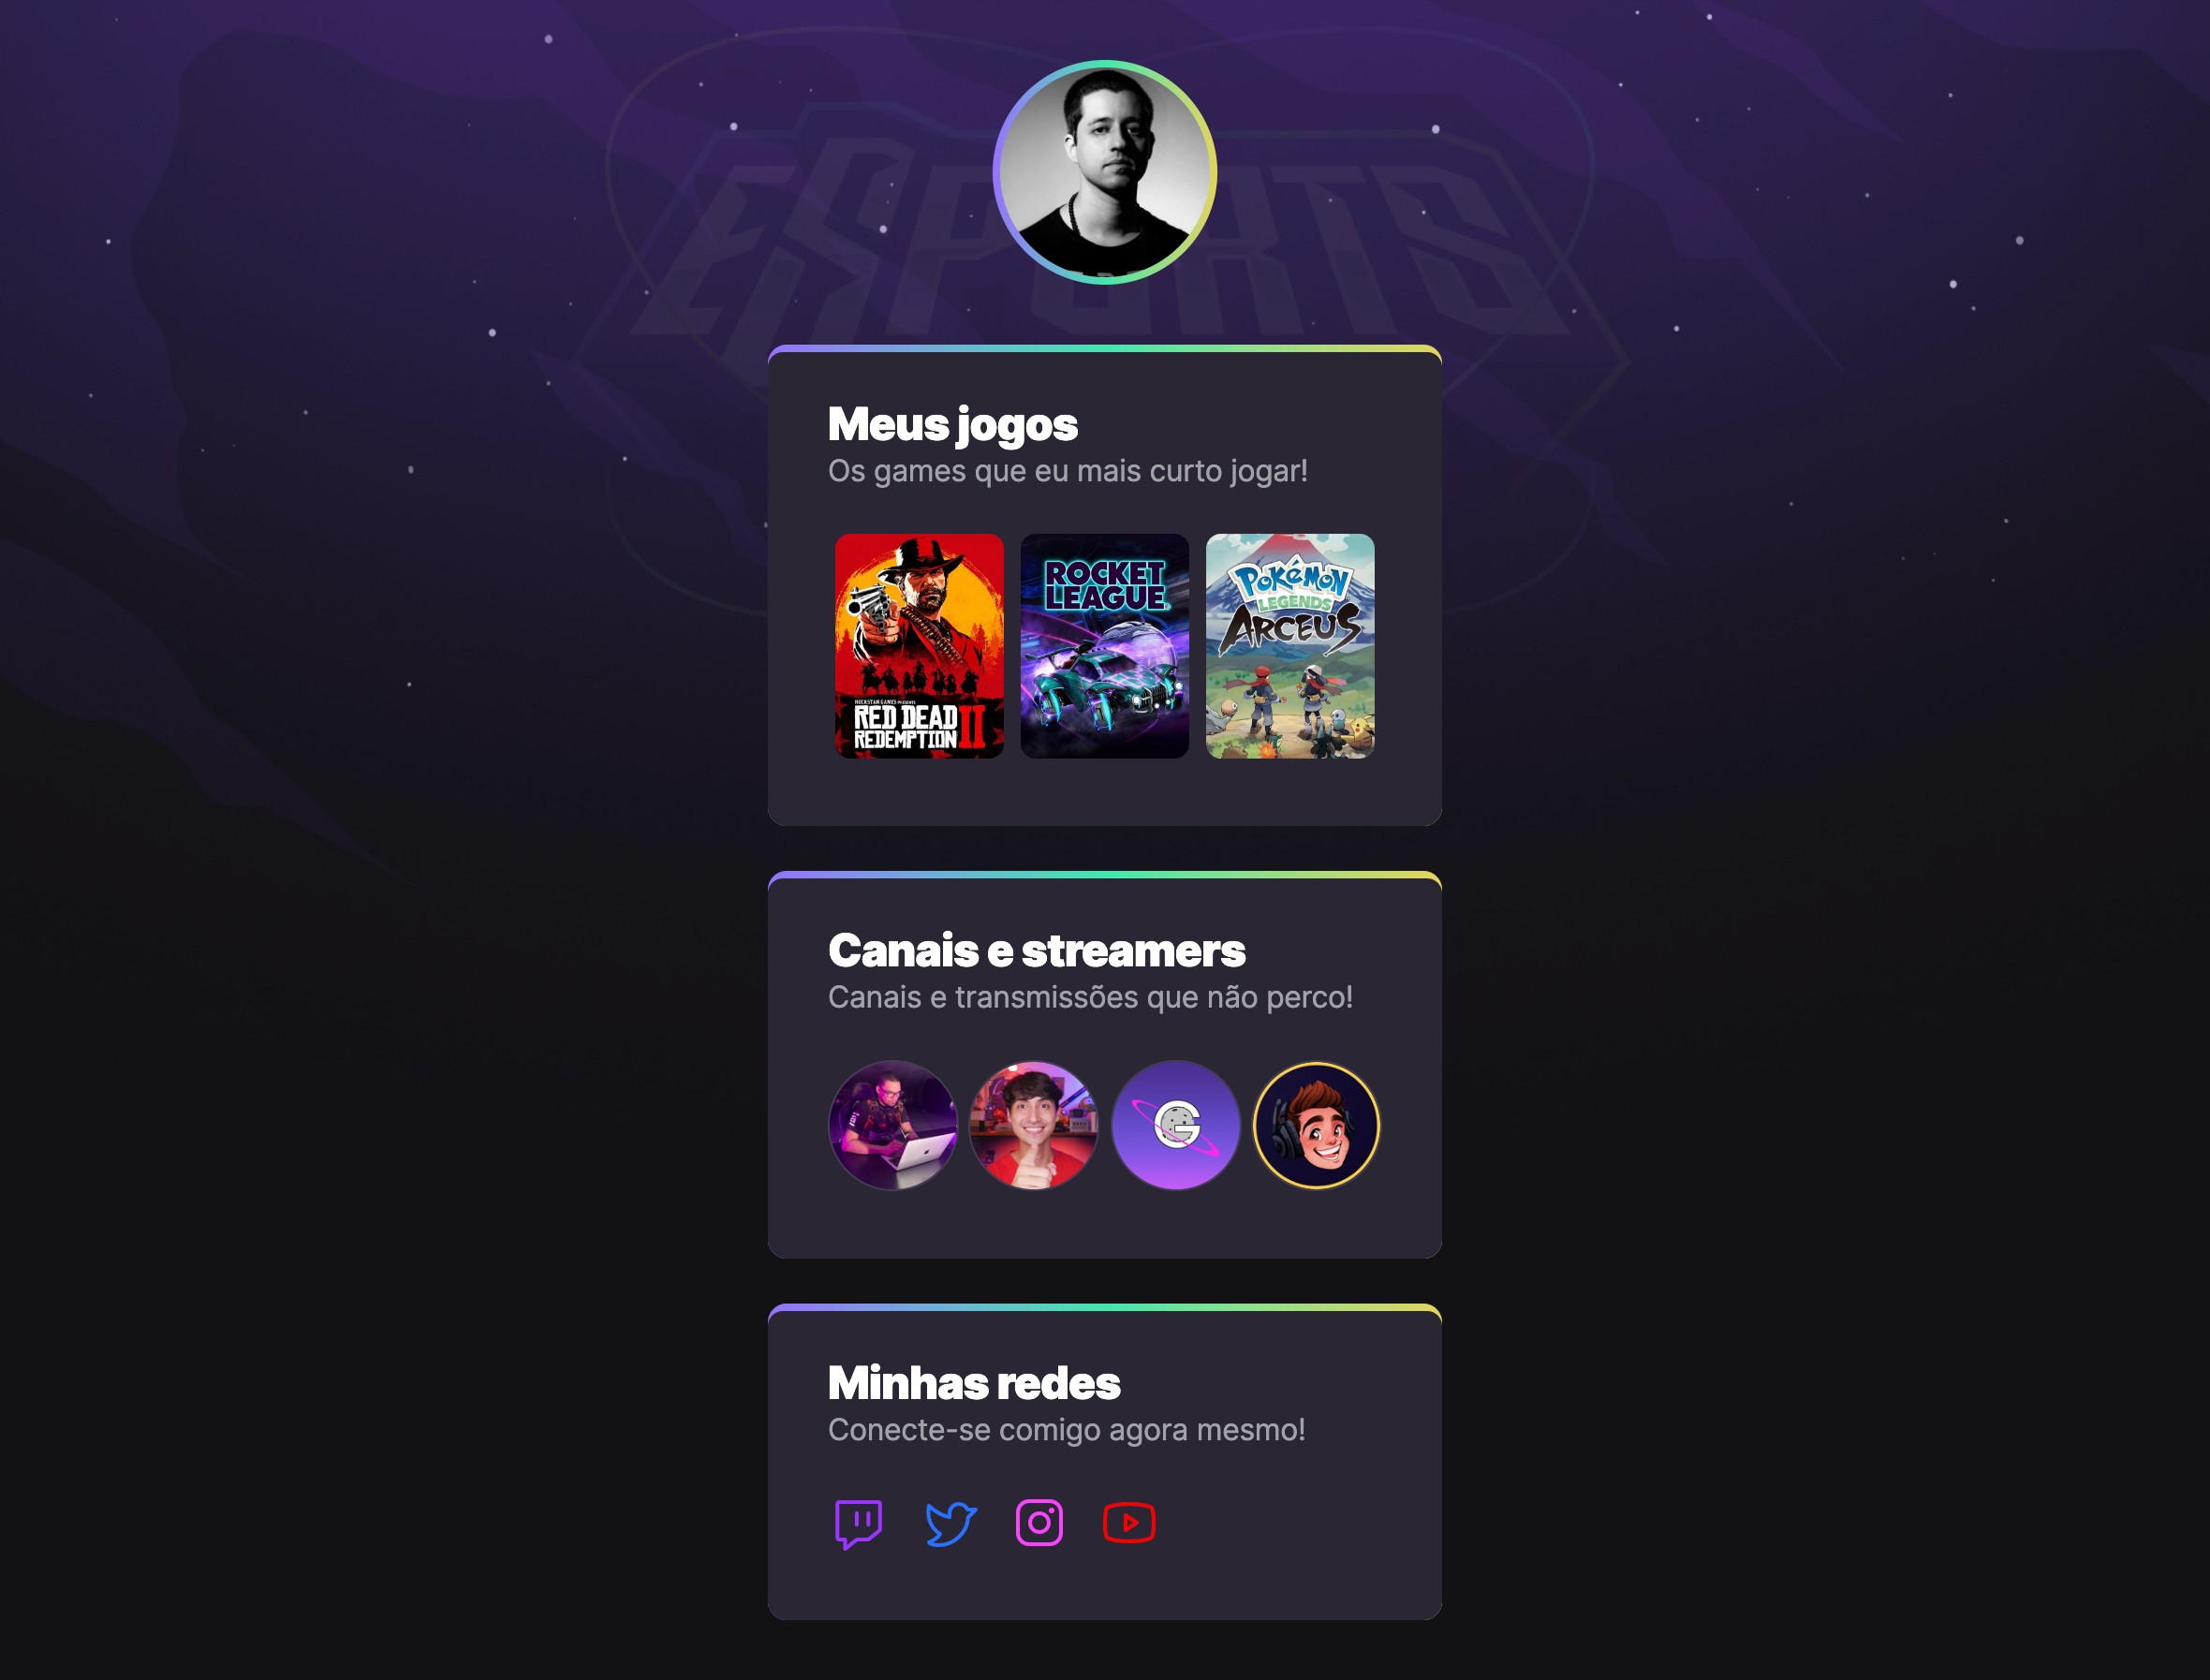 ESPORTS
Meus jogos
Os games que eu mais curto jogar!
ROCKSTAR GAMES PRESENTS
RED DEAD
REDEMPTION II
ROCKET
LEAGUE
POKéMON
LEGENDS
ARCEUS
Canais e streamers
Canais e transmissões que não perco!
G
Minhas redes
Conecte-se comigo agora mesmo!